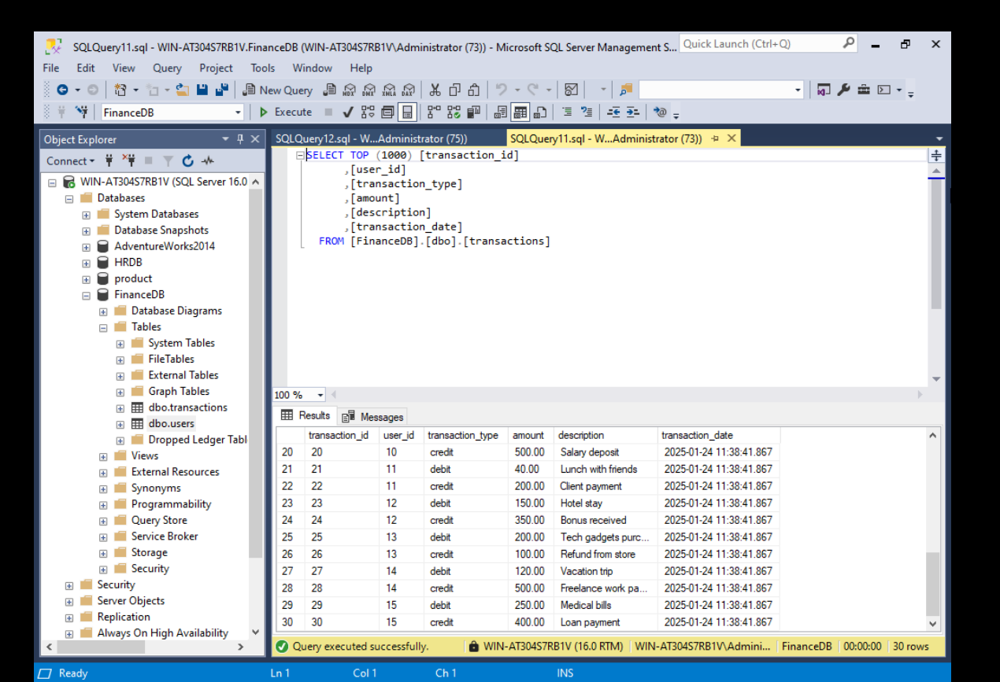 SQLQuery11.sql - WIN-AT304S7RB1V.FinanceDB (WIN-AT304S7RB1V\Administrator (73)) - Microsoft SQL Server Management S... Quick Launch (Ctrl+Q)
File Edit View Query Project Tools Window Help
New Query MDX DMX XMLA DAX
FinanceDB Execute
Object Explorer
Connect
WIN-AT304S7RB1V (SQL Server 16.0
Databases
System Databases
Database Snapshots
AdventureWorks2014
HRDB
product
FinanceDB
Database Diagrams
Tables
System Tables
FileTables
External Tables
Graph Tables
dbo.transactions
dbo.users
Dropped Ledger Tabl
Views
External Resources
Synonyms
Programmability
Query Store
Service Broker
Storage
Security
Security
Server Objects
Replication
Always On High Availability
SQLQuery12.sql - W...Administrator (75)) SQLQuery11.sql - W...Administrator (73))
SELECT TOP (1000) [transaction_id]
,[user_id]
,[transaction_type]
,[amount]
,[description]
,[transaction_date]
FROM [FinanceDB].[dbo].[transactions]
100 %
Results Messages
transaction_id user_id transaction_type amount description transaction_date
20 20 10 credit 500.00 Salary deposit 2025-01-24 11:38:41.867
21 21 11 debit 40.00 Lunch with friends 2025-01-24 11:38:41.867
22 22 11 credit 200.00 Client payment 2025-01-24 11:38:41.867
23 23 12 debit 150.00 Hotel stay 2025-01-24 11:38:41.867
24 24 12 credit 350.00 Bonus received 2025-01-24 11:38:41.867
25 25 13 debit 200.00 Tech gadgets purc... 2025-01-24 11:38:41.867
26 26 13 credit 100.00 Refund from store 2025-01-24 11:38:41.867
27 27 14 debit 120.00 Vacation trip 2025-01-24 11:38:41.867
28 28 14 credit 500.00 Freelance work pa... 2025-01-24 11:38:41.867
29 29 15 debit 250.00 Medical bills 2025-01-24 11:38:41.867
30 30 15 credit 400.00 Loan payment 2025-01-24 11:38:41.867
Query executed successfully. WIN-AT304S7RB1V (16.0 RTM) WIN-AT304S7RB1V\Admini... FinanceDB 00:00:00 30 rows
Ready Ln 1 Col 1 Ch 1 INS